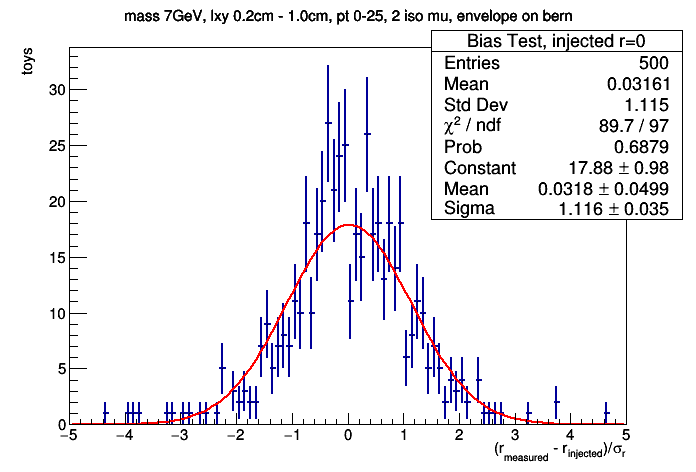 mass 7GeV, lxy 0.2cm - 1.0cm, pt 0-25, 2 iso mu, envelope on bern
Bias Test, injected r=0
Entries 500
Mean 0.03161
Std Dev 1.115
χ² / ndf 89.7 / 97
Prob 0.6879
Constant 17.88 ± 0.98
Mean 0.0318 ± 0.0499
Sigma 1.116 ± 0.035
toys
30
25
20
15
10
5
0
−5 −4 −3 −2 −1 0 1 2 3 4 5
(r_measured - r_injected)/σ_r